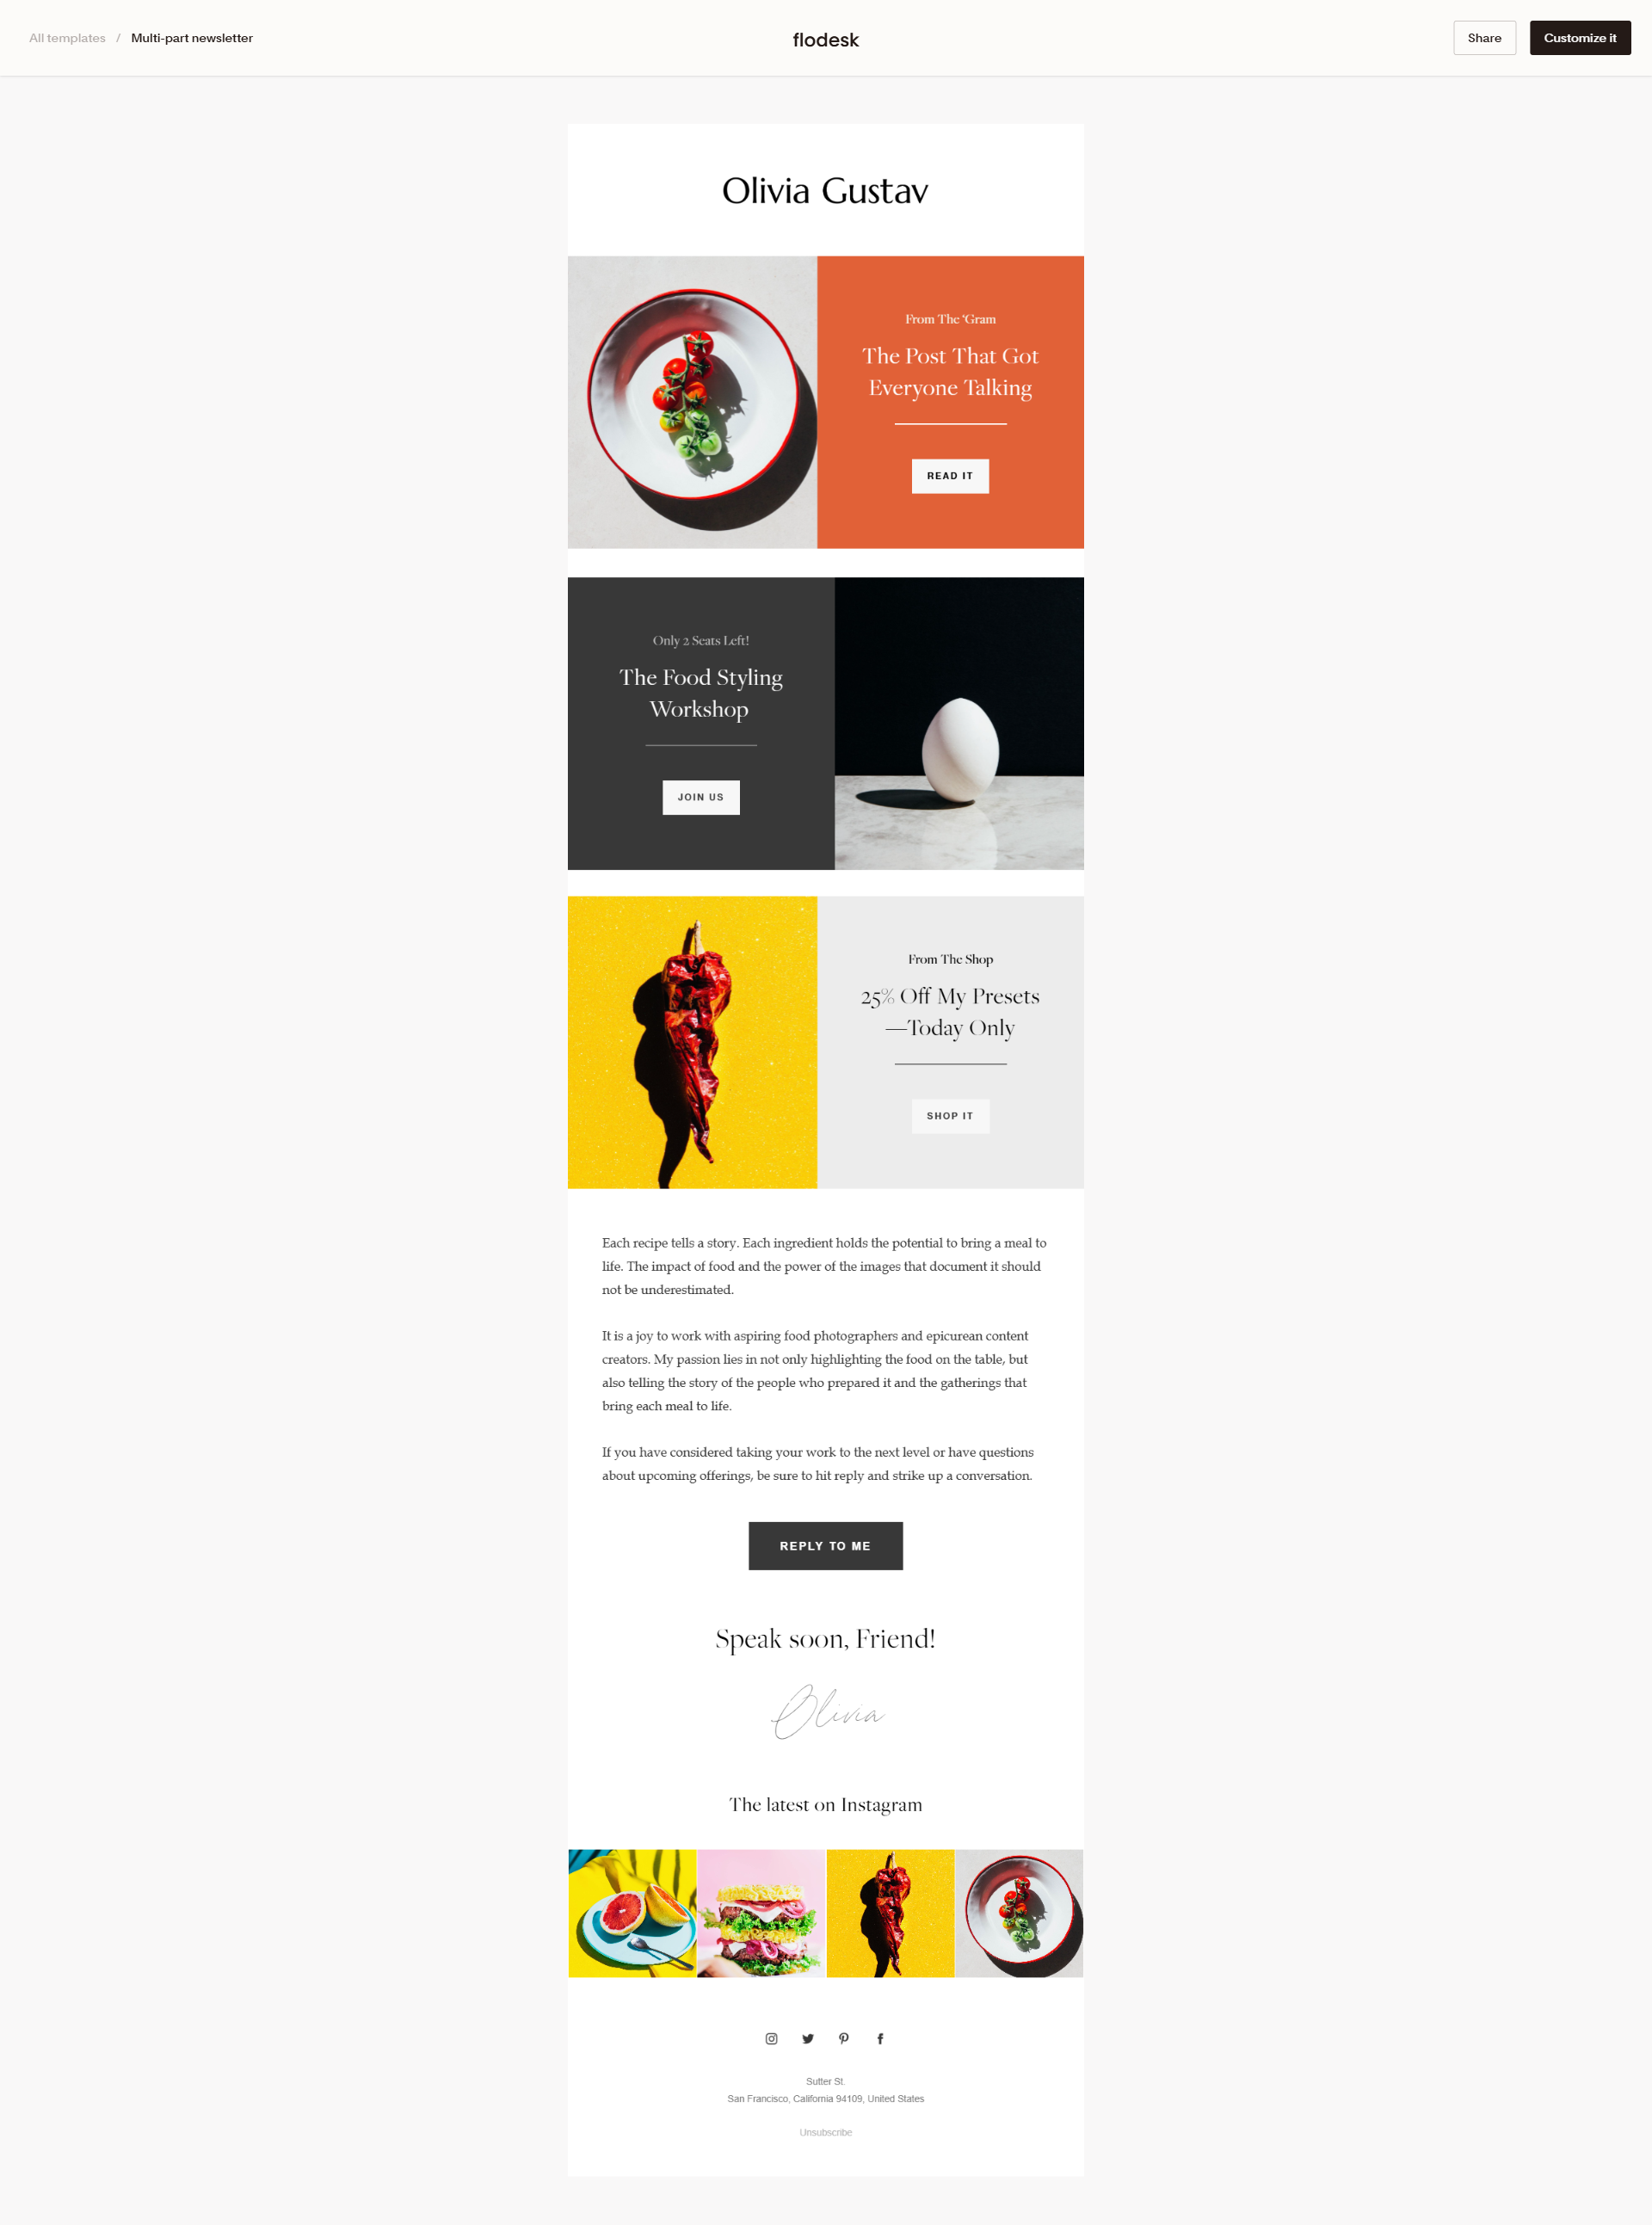 All templates / Multi-part newsletter
flodesk
Share
Customize it
Olivia Gustav
From The 'Gram
The Post That Got
Everyone Talking
READ IT
Only 2 Seats Left!
The Food Styling
Workshop
JOIN US
From The Shop
25% Off My Presets
—Today Only
SHOP IT
Each recipe tells a story. Each ingredient holds the potential to bring a meal to
life. The impact of food and the power of the images that document it should
not be underestimated.
It is a joy to work with aspiring food photographers and epicurean content
creators. My passion lies in not only highlighting the food on the table, but
also telling the story of the people who prepared it and the gatherings that
bring each meal to life.
If you have considered taking your work to the next level or have questions
about upcoming offerings, be sure to hit reply and strike up a conversation.
REPLY TO ME
Speak soon, Friend!
Olivia
The latest on Instagram
Sutter St.
San Francisco, California 94109, United States
Unsubscribe